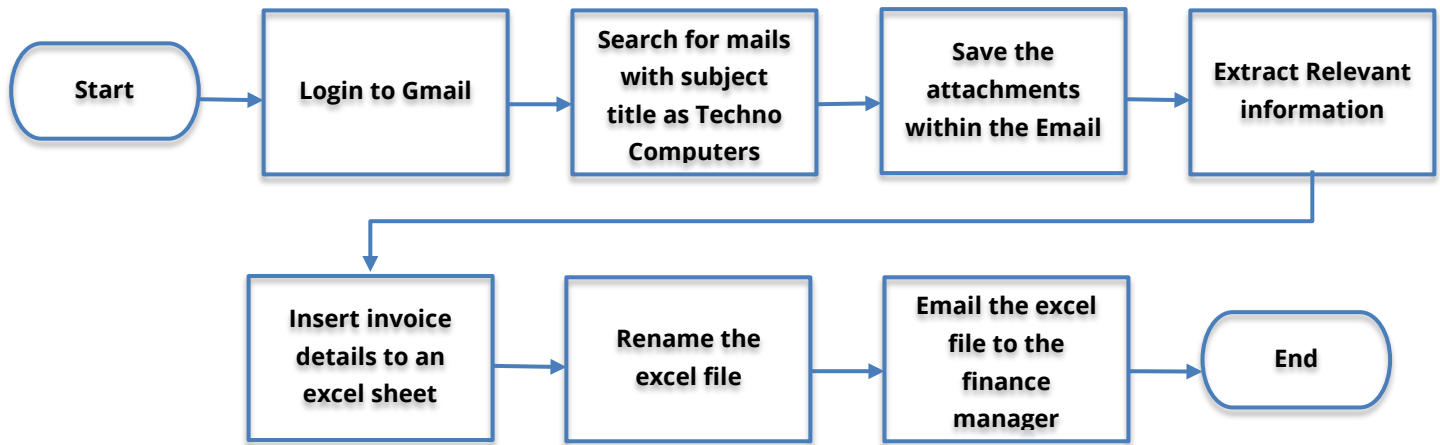 Start
Login to Gmail
Search for mails
with subject
title as Techno
Computers
Save the
attachments
within the Email
Extract Relevant
information
Insert invoice
details to an
excel sheet
Rename the
excel file
Email the excel
file to the
finance
manager
End